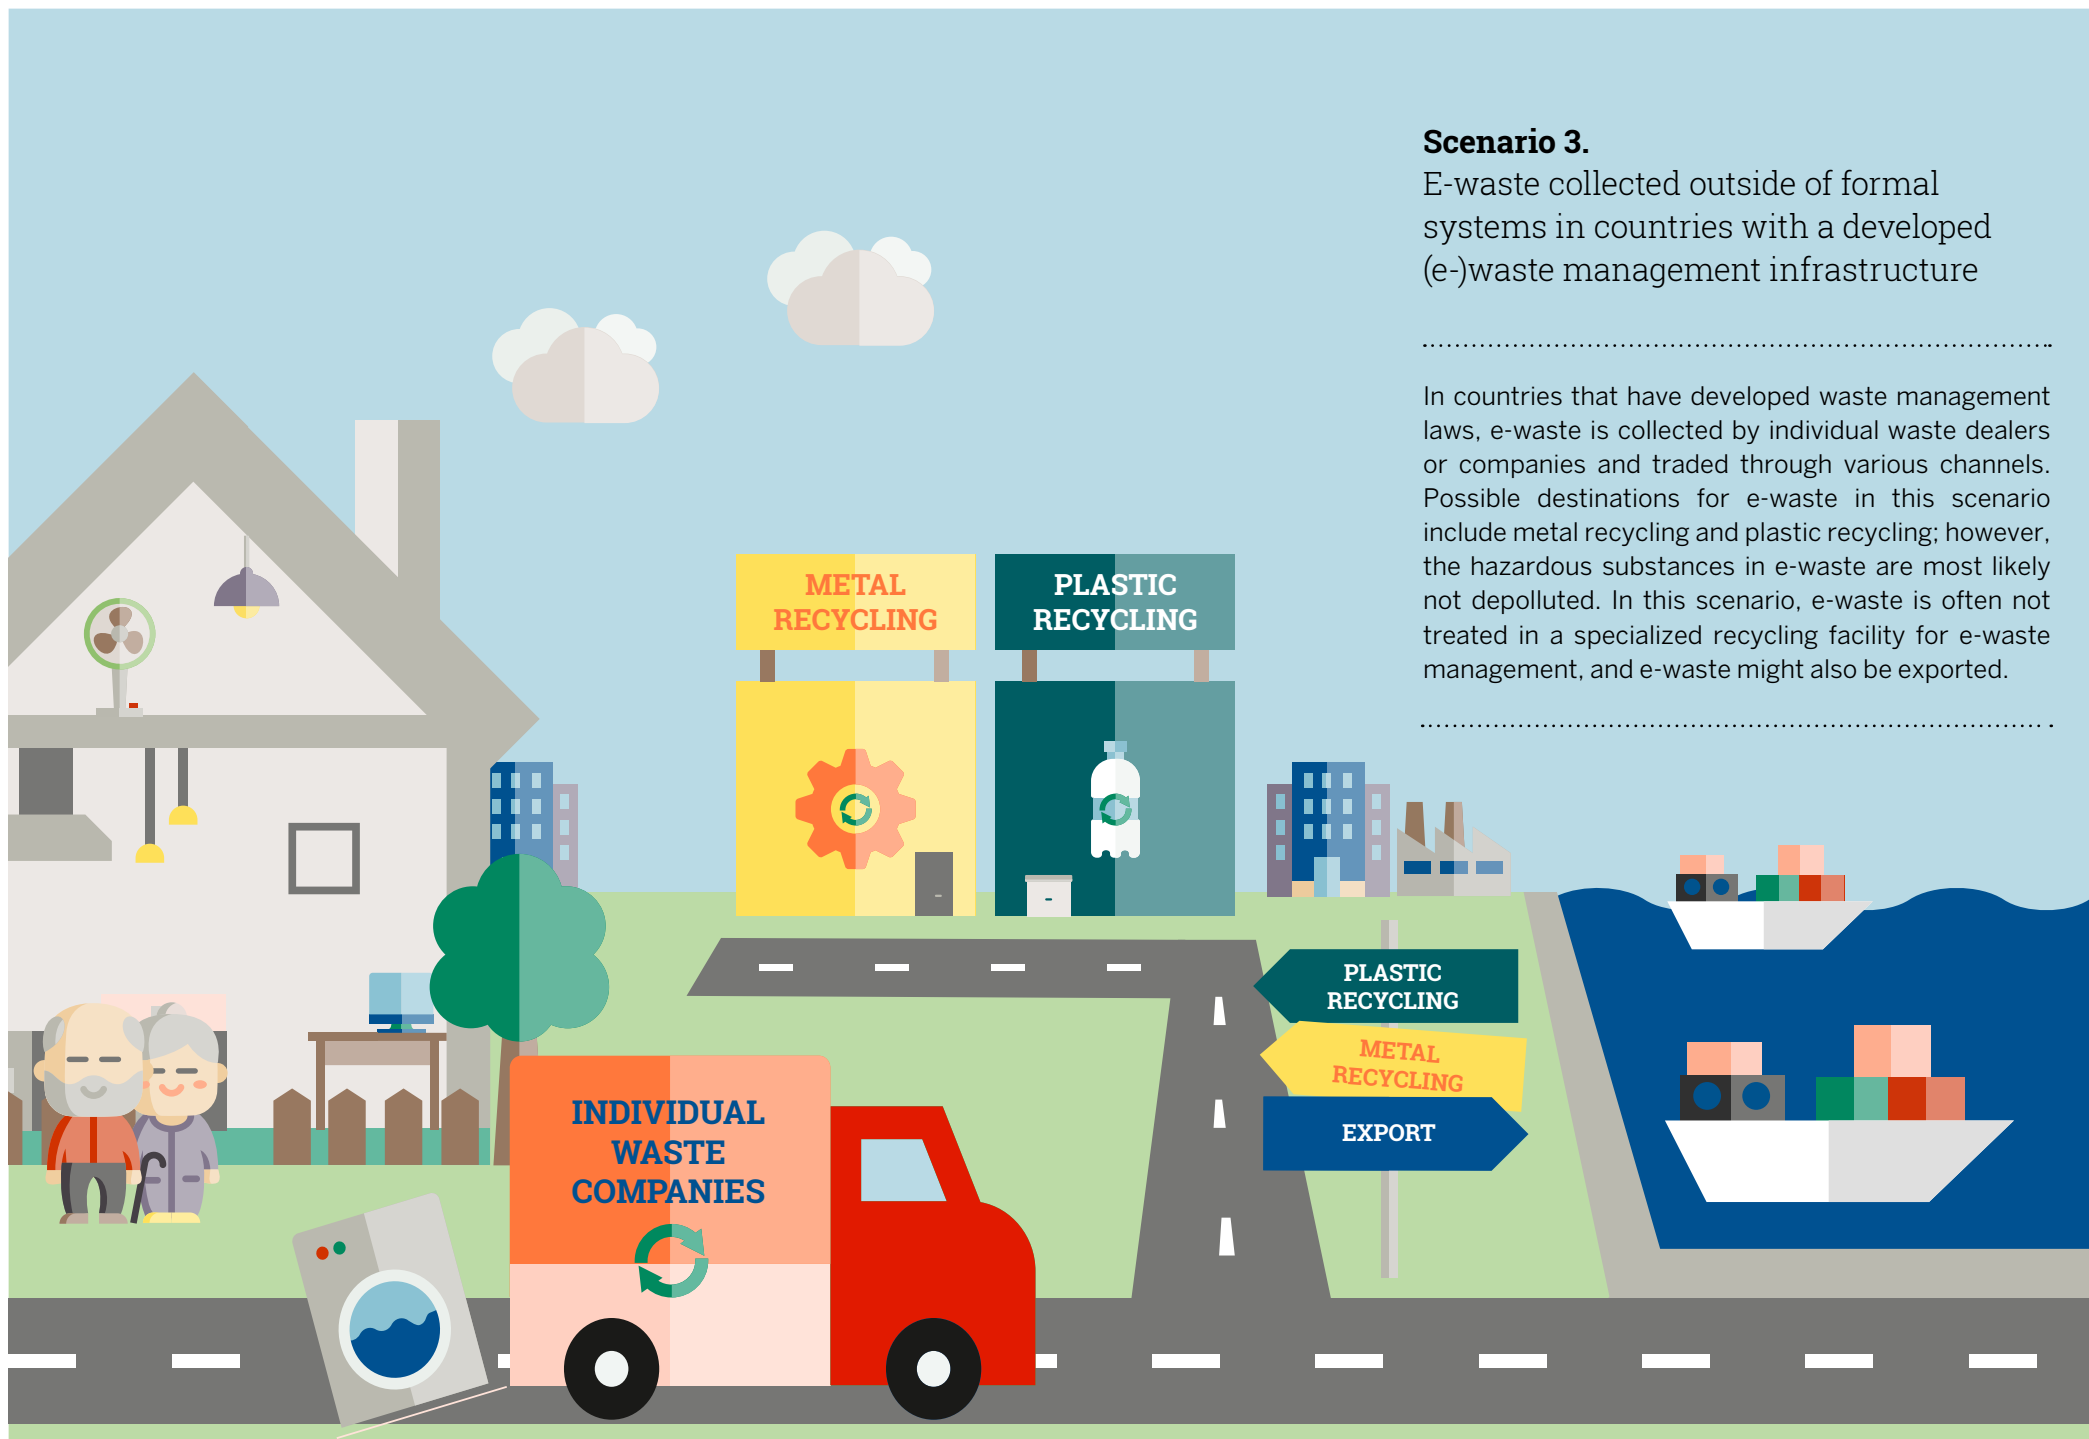 Scenario 3.
E-waste collected outside of formal
systems in countries with a developed
(e-)waste management infrastructure
In countries that have developed waste management
laws, e-waste is collected by individual waste dealers
or companies and traded through various channels.
Possible destinations for e-waste in this scenario
include metal recycling and plastic recycling; however,
the hazardous substances in e-waste are most likely
not depolluted. In this scenario, e-waste is often not
treated in a specialized recycling facility for e-waste
management, and e-waste might also be exported.
METAL
RECYCLING
PLASTIC
RECYCLING
PLASTIC
RECYCLING
METAL
RECYCLING
EXPORT
INDIVIDUAL
WASTE
COMPANIES